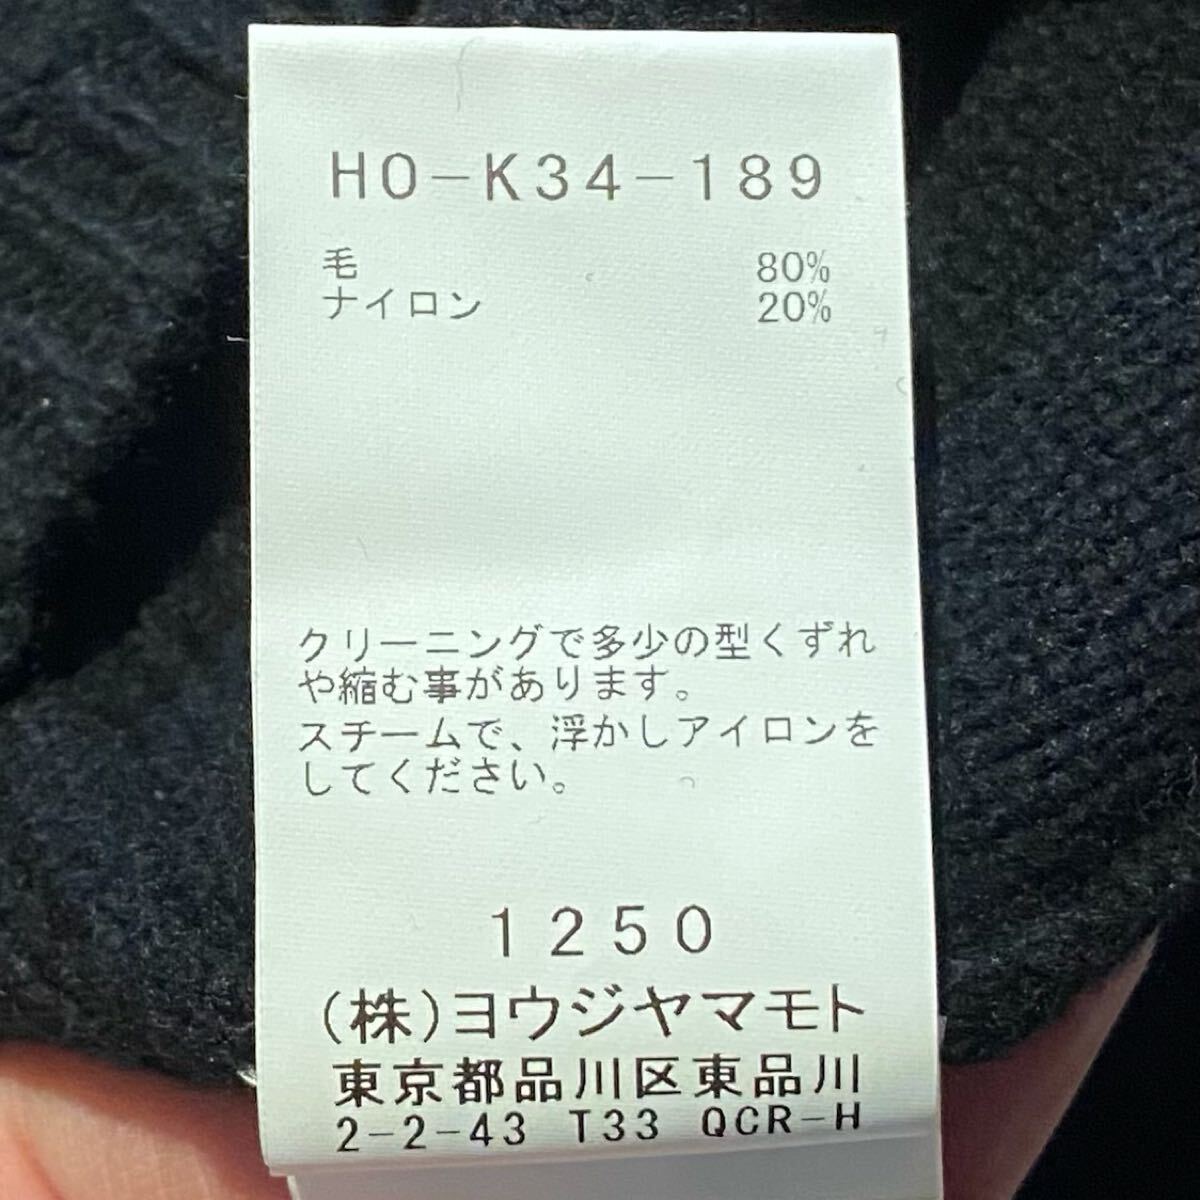 HO-K34-189
毛 80%
ナイロン 20%
クリーニングで多少の型くずれ
や縮む事があります。
スチームで、浮かしアイロンを
してください。
1250
(株)ヨウジヤマモト
東京都品川区東品川
2-2-43 T33 QCR-H